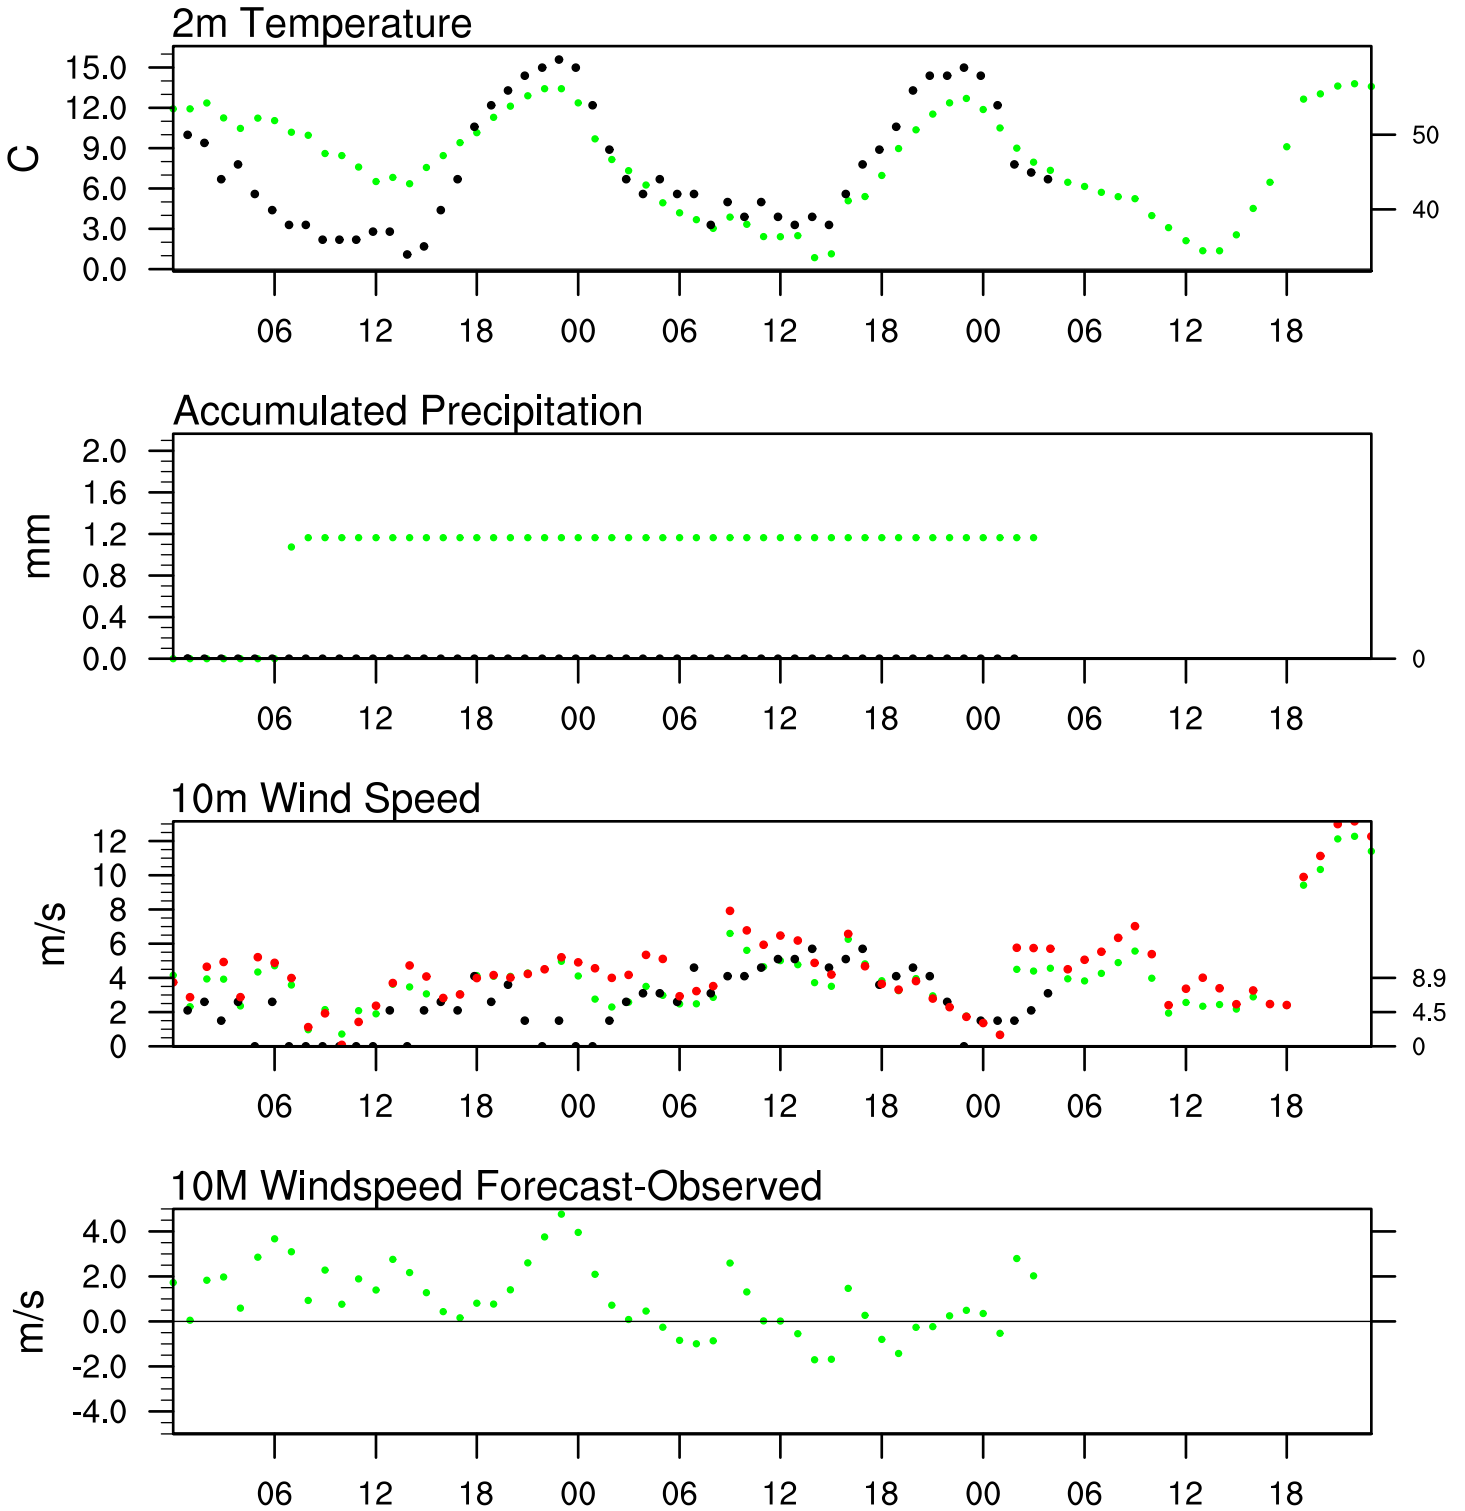 2m Temperature
15.0
12.0
9.0
6.0
3.0
0.0
C
50
40
06 12 18 00 06 12 18 00 06 12 18
Accumulated Precipitation
2.0
1.6
1.2
0.8
0.4
0.0
mm
0
06 12 18 00 06 12 18 00 06 12 18
10m Wind Speed
12
10
8
6
4
2
0
m/s
8.9
4.5
0
06 12 18 00 06 12 18 00 06 12 18
10M Windspeed Forecast-Observed
4.0
2.0
0.0
-2.0
-4.0
m/s
06 12 18 00 06 12 18 00 06 12 18